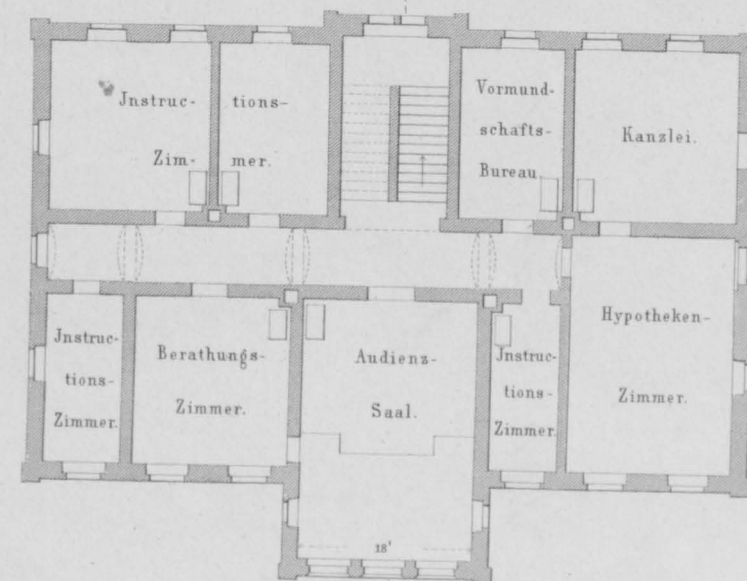 Jnstruc-
Zim-
tions-
mer.
Vormund-
schafts-
Bureau.
Kanzlei.
Jnstruc-
tions-
Zimmer.
Berathungs-
Zimmer.
Audienz-
Saal.
Jnstruc-
tions-
Zimmer.
Hypotheken-
Zimmer.
18'